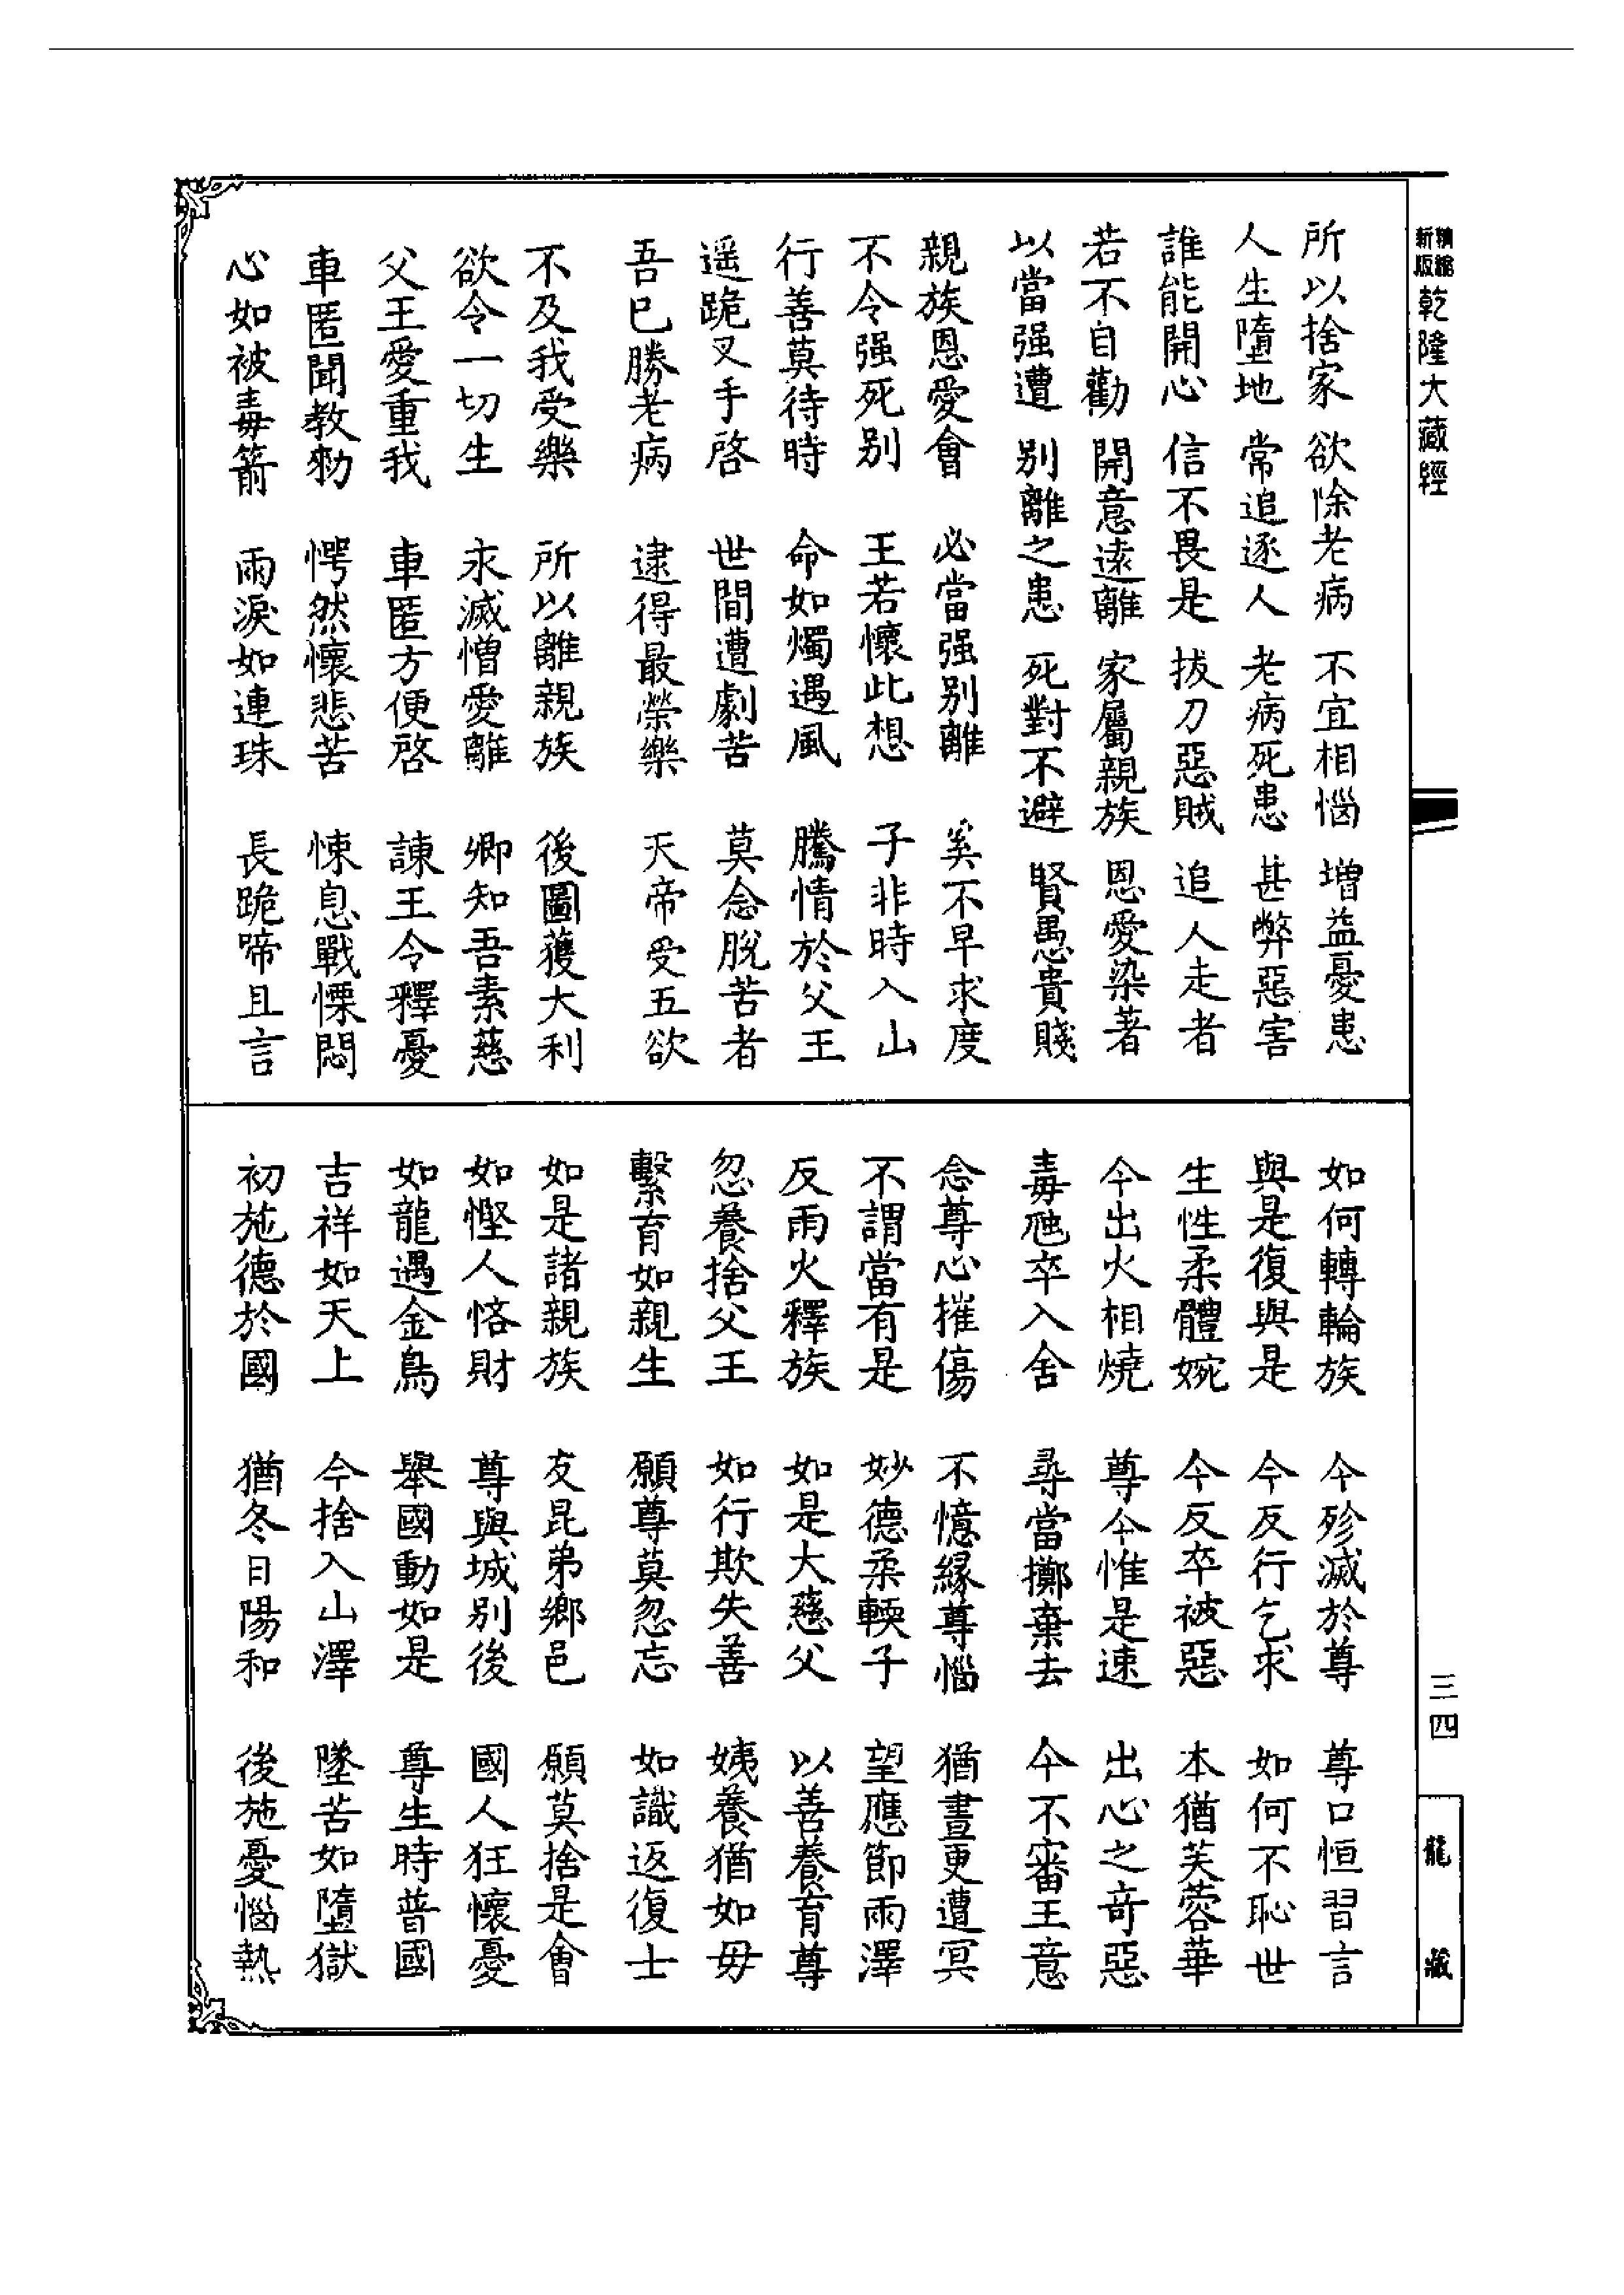 精縮新版乾隆大藏經
三四
龍藏
所以捨家　欲除老病　不宜相惱　增益憂患
人生墮地　常追逐人　老病死患　甚弊惡害
誰能開心　信不畏是　拔刀惡賊　追人走者
若不自勸　開意遠離　家屬親族　恩愛染著
以當强遭　別離之患　死對不避　賢愚貴賤
親族恩愛會　必當强別離　奚不早求度
不令强死別　王若懷此想　子非時入山
行善莫待時　命如燭遇風　騰情於父王
遥跪叉手啓　世間遭劇苦　莫念脫苦者
吾已勝老病　逮得最榮樂　天帝受五欲
不及我受樂　所以離親族　後圖獲大利
欲令一切生　永滅憎愛離　卿知吾素慈
父王愛重我　車匿方便啓　諫王令釋憂
車匿聞教勑　愕然懷悲苦　悚息戰慄悶
心如被毒箭　雨淚如連珠　長跪啼且言
如何轉輪族　今殄滅於尊　尊口恒習言
與是復與是　今反行乞求　如何不恥世
生性柔體婉　今反卒被惡　本猶芙蓉華
今出火相燒　尊今惟是速　出心之奇惡
毒虺卒入舍　尋當擲棄去　今不審王意
念尊心摧傷　不憶緣尊惱　猶晝更遭冥
不謂當有是　妙德柔輭子　望應節雨澤
反雨火釋族　如是大慈父　以善養育尊
忽養捨父王　如行欺失善　姨養猶如毋
繫育如親生　願尊莫忽忘　如識返復士
如是諸親族　友昆弟鄉邑　願莫捨是會
如慳人悋財　尊與城別後　國人狂懷憂
如龍遇金鳥　舉國動如是　尊生時普國
吉祥如天上　今捨入山澤　墜苦如墮獄
初施德於國　猶冬日陽和　後施憂惱熱